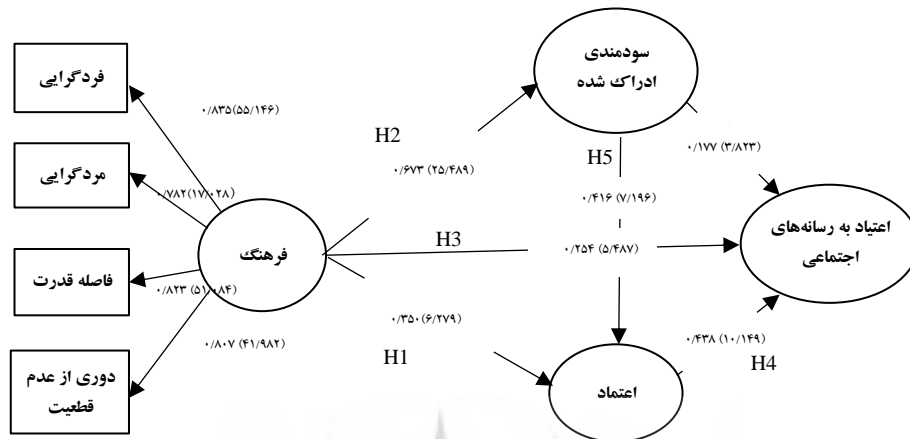 سودمندی
ادراک شده
فردگرایی
۰/۸۳۵(۵۵/۱۴۶)
H2
H5
۰/۱۷۷ (۳/۸۲۳)
مردگرایی
۰/۶۷۳ (۲۵/۴۸۹)
۰/۷۸۲(۱۷/۰۲۸)
۰/۴۱۶ (۷/۱۹۶)
اعتیاد به رسانه‌های
اجتماعی
فرهنگ
H3
۰/۲۵۴ (۵/۴۸۷)
فاصله قدرت
۰/۸۲۳ (۵۱/۰۸۴)
۰/۳۵۰(۶/۲۷۹)
۰/۸۰۷ (۴۱/۹۸۲)
۰/۴۳۸ (۱۰/۱۴۹)
H1
H4
دوری از عدم
قطعیت
اعتماد